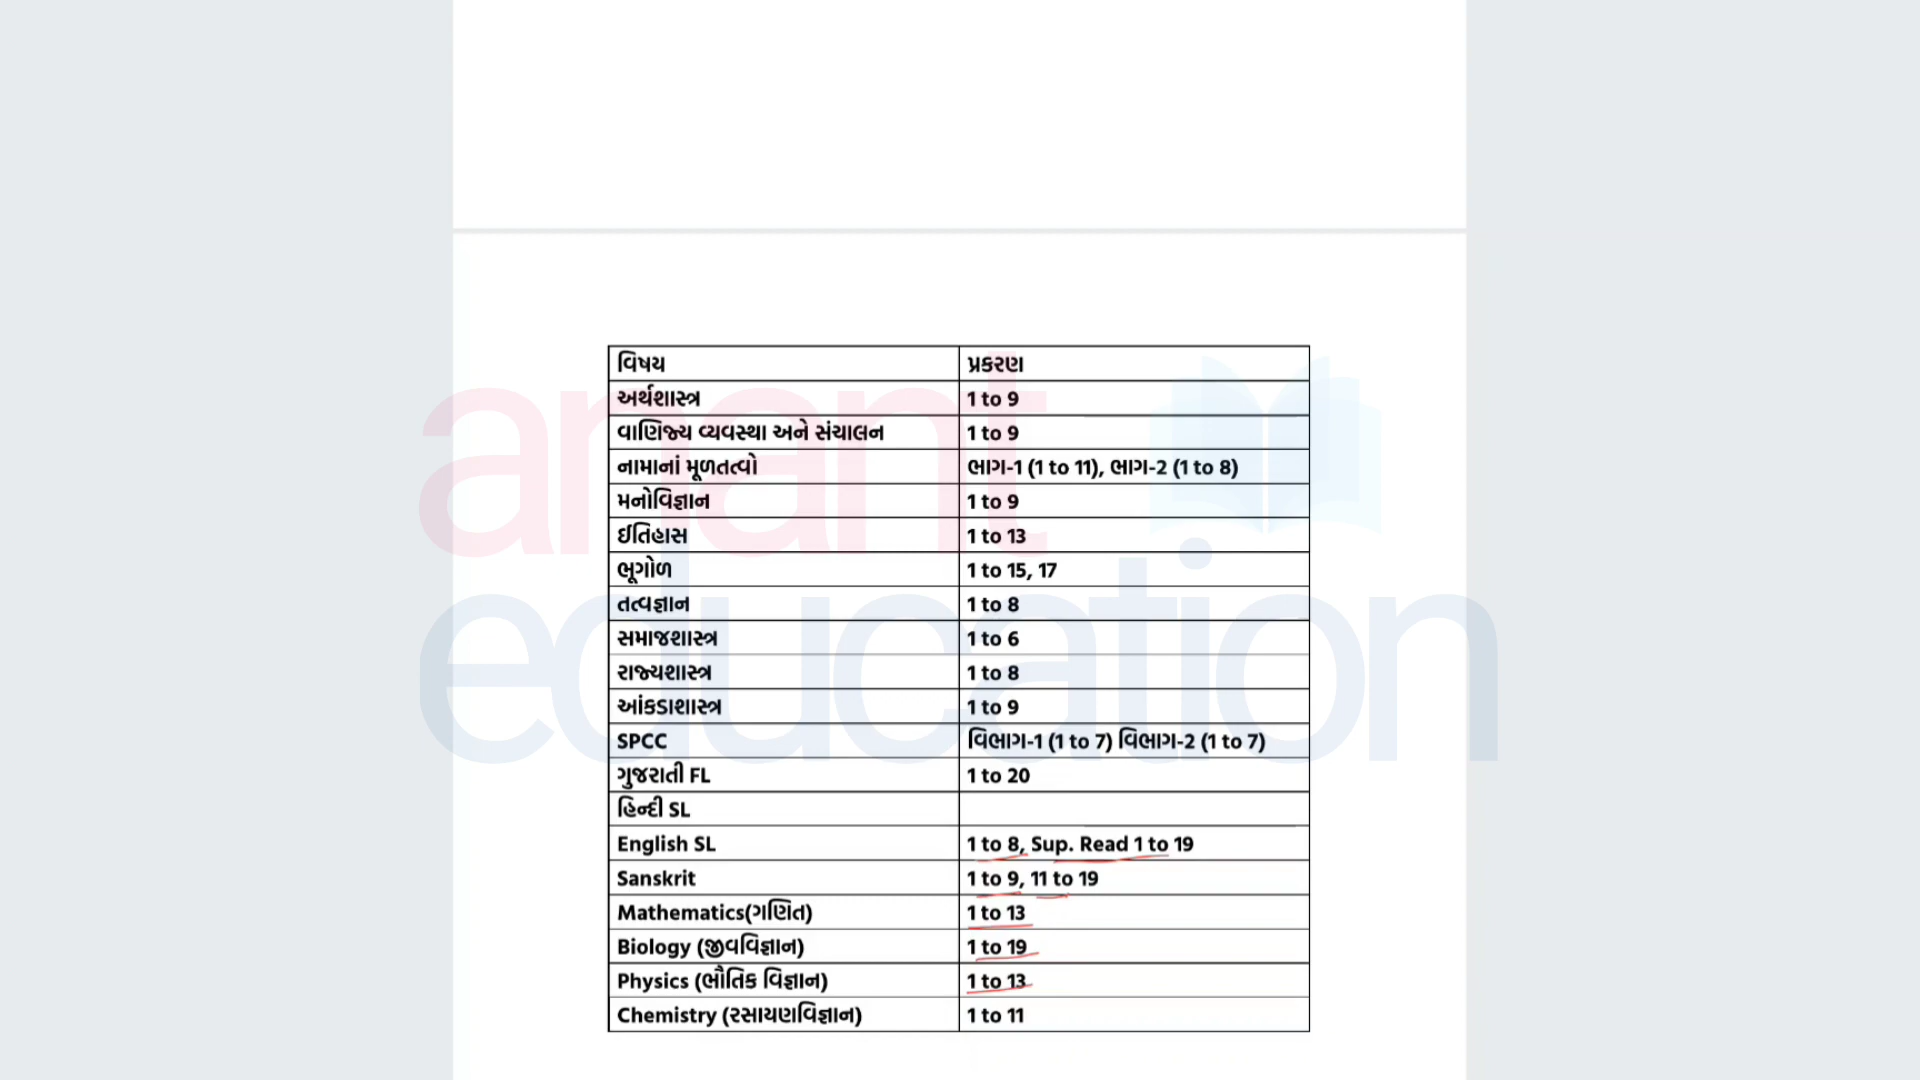 વિષય પ્રકરણ
અર્થશાસ્ત્ર 1 to 9
વાણિજ્ય વ્યવસ્થા અને સંચાલન 1 to 9
નામાનાં મૂળતત્વો ભાગ-1 (1 to 11), ભાગ-2 (1 to 8)
મનોવિજ્ઞાન 1 to 9
ઈતિહાસ 1 to 13
ભૂગોળ 1 to 15, 17
તત્વજ્ઞાન 1 to 8
સમાજશાસ્ત્ર 1 to 6
રાજ્યશાસ્ત્ર 1 to 8
આંકડાશાસ્ત્ર 1 to 9
SPCC વિભાગ-1 (1 to 7) વિભાગ-2 (1 to 7)
ગુજરાતી FL 1 to 20
હિન્દી SL
English SL 1 to 8, Sup. Read 1 to 19
Sanskrit 1 to 9, 11 to 19
Mathematics(ગણિત) 1 to 13
Biology (જીવવિજ્ઞાન) 1 to 19
Physics (ભૌતિક વિજ્ઞાન) 1 to 13
Chemistry (રસાયણવિજ્ઞાન) 1 to 11
anant
education